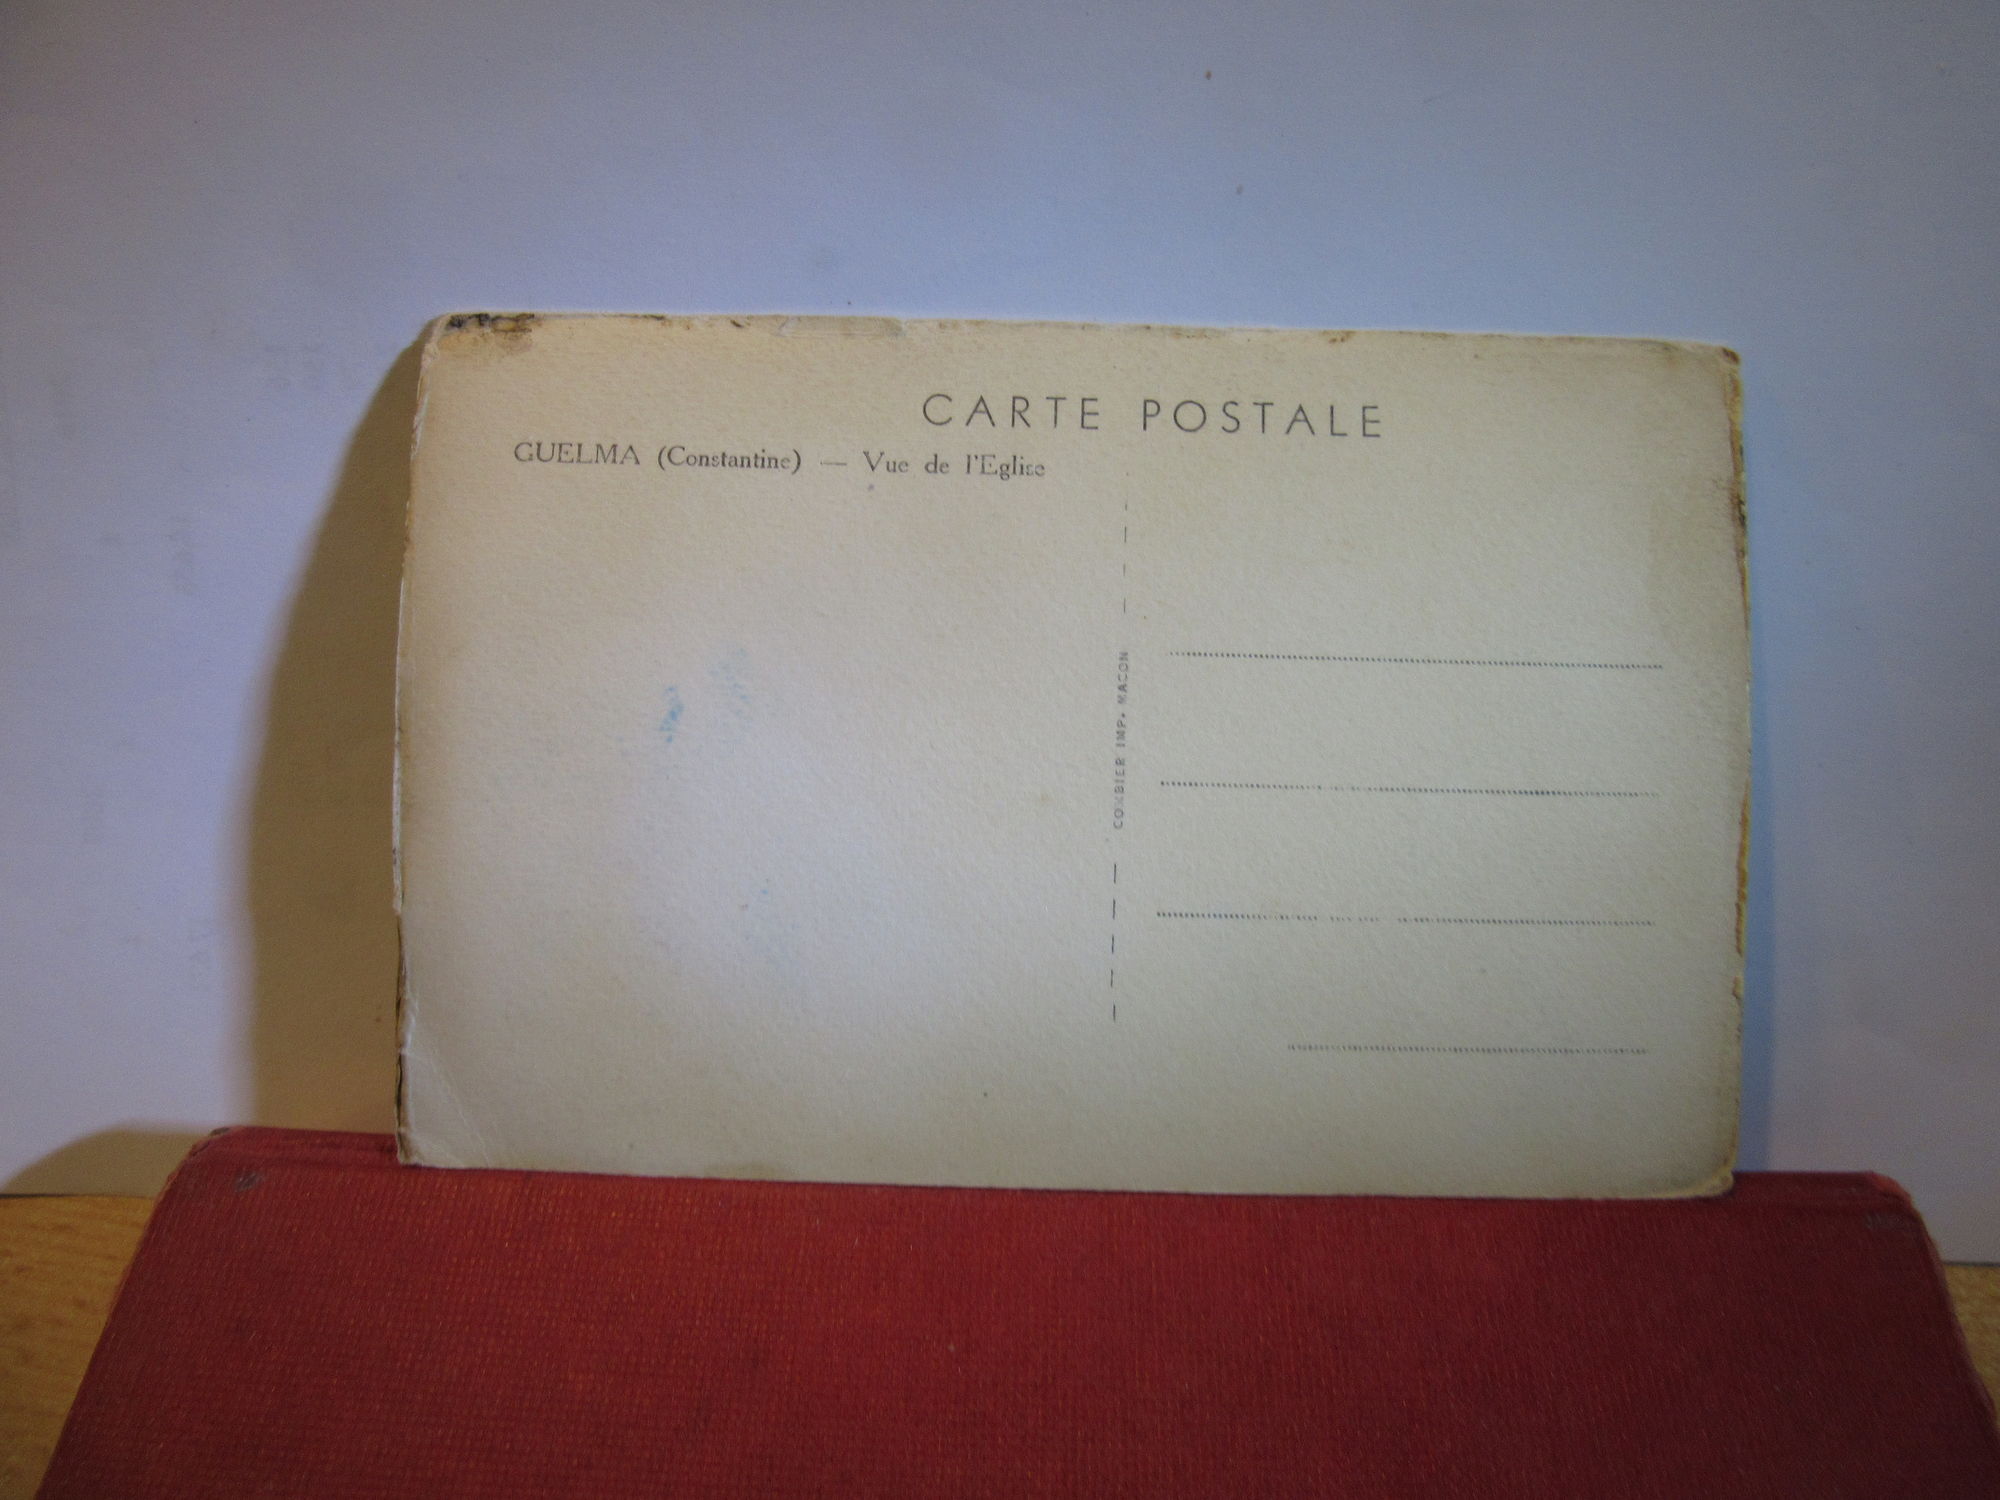 CARTE POSTALE
GUELMA (Constantine) — Vue de l'Eglise
COMBIER IMP. MACON